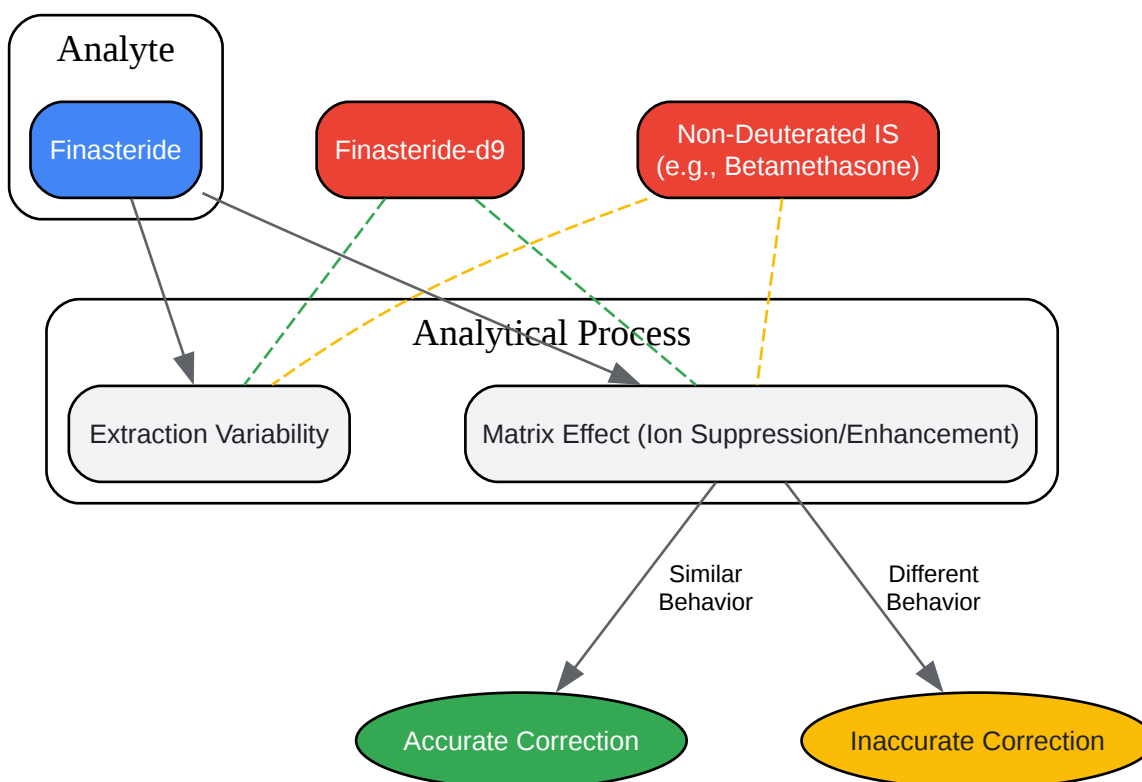 Analyte
Finasteride
Finasteride-d9
Non-Deuterated IS
(e.g., Betamethasone)
Analytical Process
Extraction Variability
Matrix Effect (Ion Suppression/Enhancement)
Similar
Behavior
Different
Behavior
Accurate Correction
Inaccurate Correction